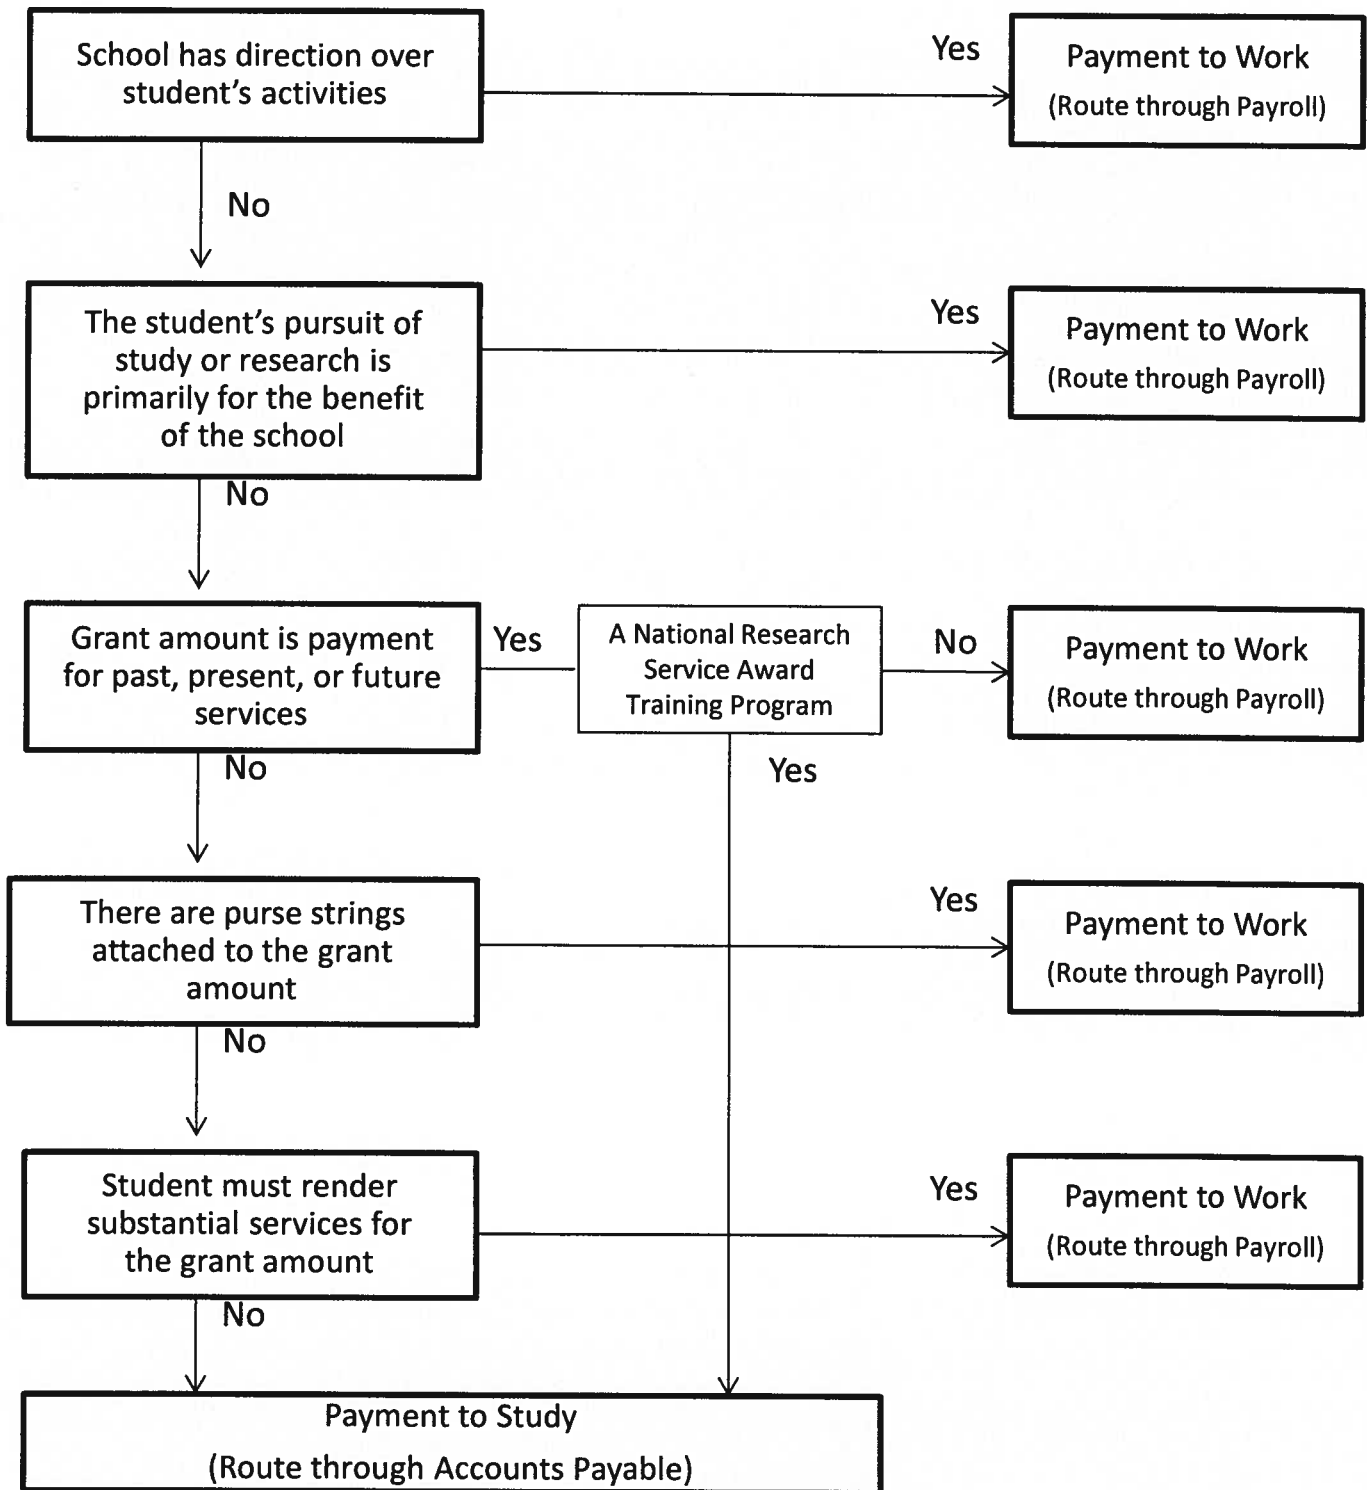 School has direction over
student's activities
Yes
Payment to Work
(Route through Payroll)
No
The student's pursuit of
study or research is
primarily for the benefit
of the school
Yes
Payment to Work
(Route through Payroll)
No
Grant amount is payment
for past, present, or future
services
Yes
A National Research
Service Award
Training Program
No
Payment to Work
(Route through Payroll)
No
Yes
There are purse strings
attached to the grant
amount
Yes
Payment to Work
(Route through Payroll)
No
Student must render
substantial services for
the grant amount
Yes
Payment to Work
(Route through Payroll)
No
Payment to Study
(Route through Accounts Payable)